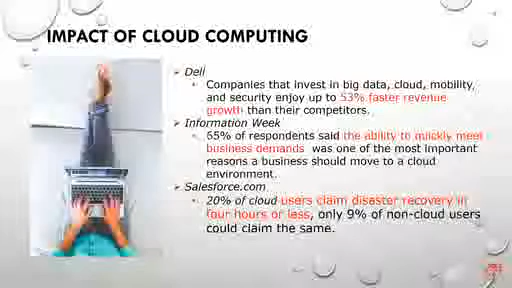 IMPACT OF CLOUD COMPUTING
Dell
Companies that invest in big data, cloud, mobility,
and security enjoy up to 53% faster revenue
growth than their competitors.
Information Week
65% of respondents said the ability to quickly meet
business demands was one of the most important
reasons a business should move to a cloud
environment.
Salesforce.com
20% of cloud users claim disaster recovery in
four hours or less, only 9% of non-cloud users
could claim the same.